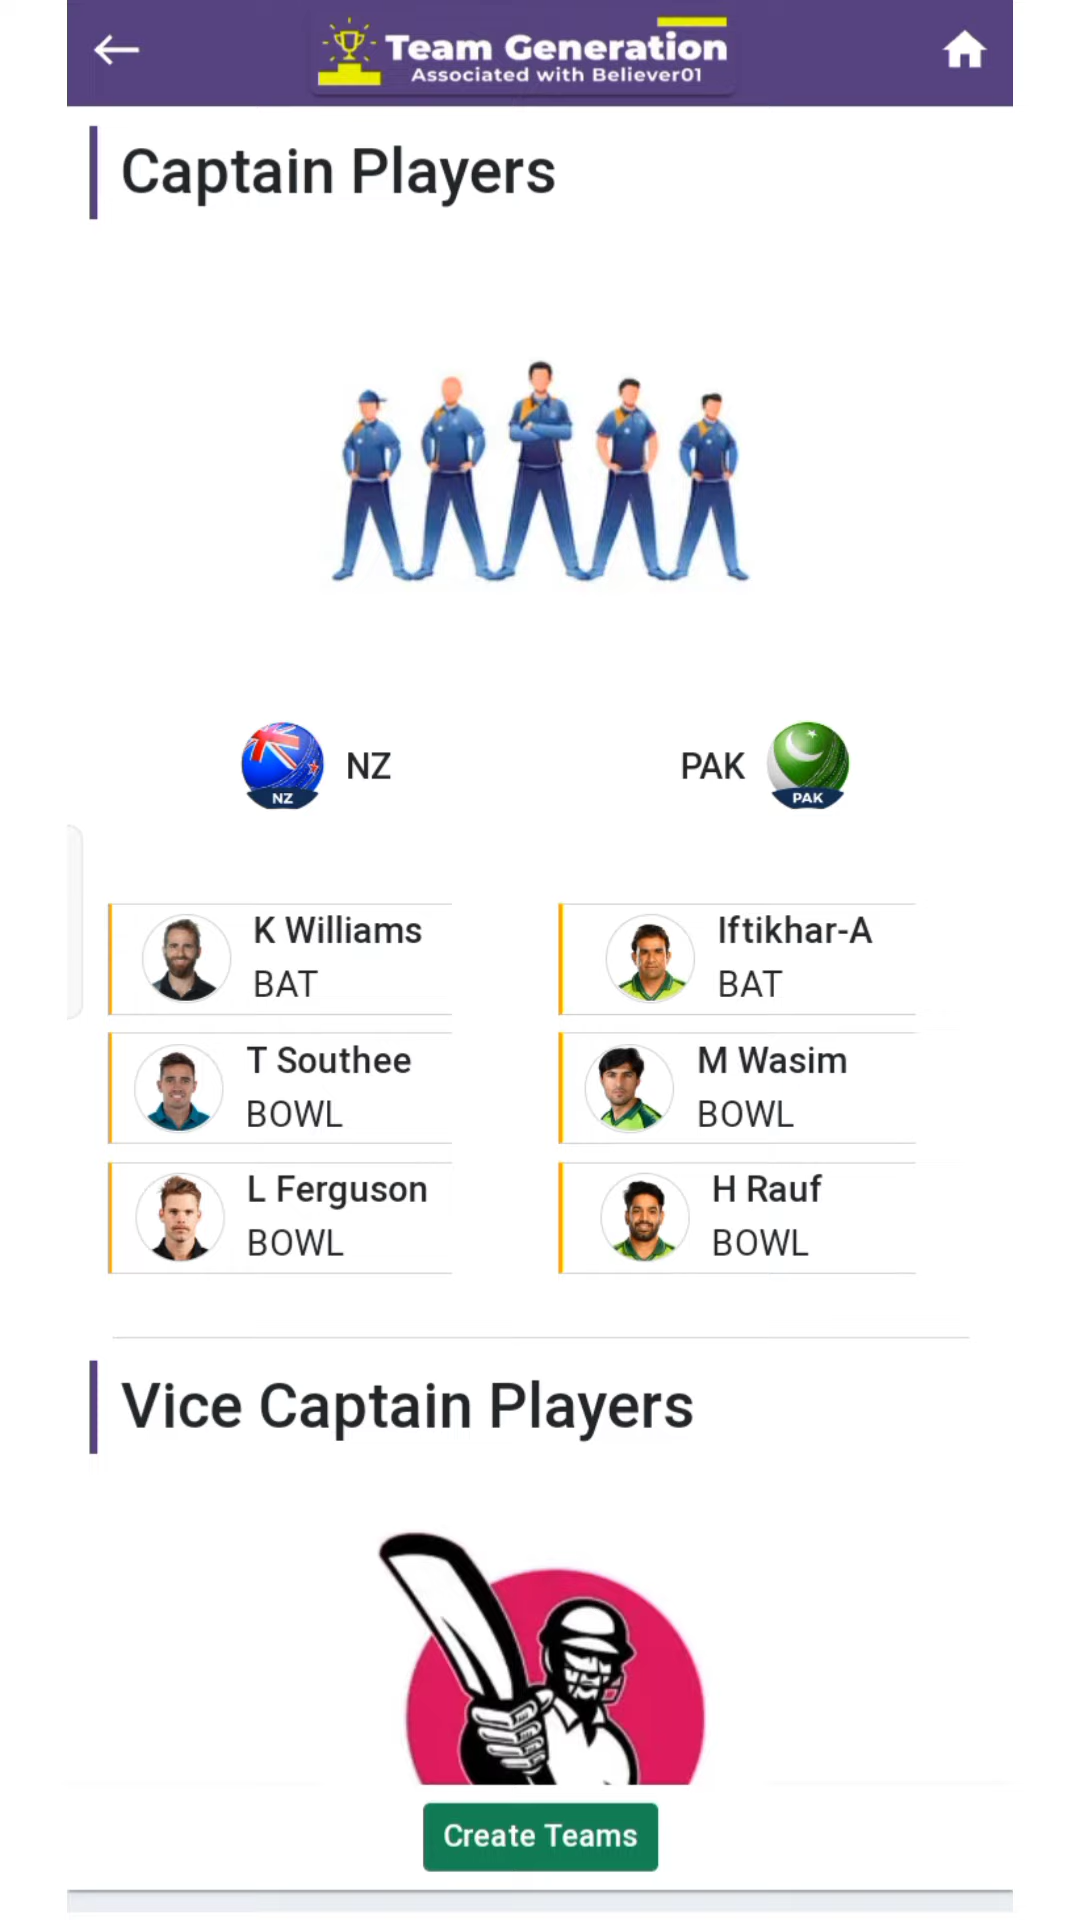 Team Generation
Associated with Believer01
Captain Players
NZ
NZ
PAK
PAK
K Williams
BAT
Iftikhar-A
BAT
T Southee
BOWL
M Wasim
BOWL
L Ferguson
BOWL
H Rauf
BOWL
Vice Captain Players
Create Teams